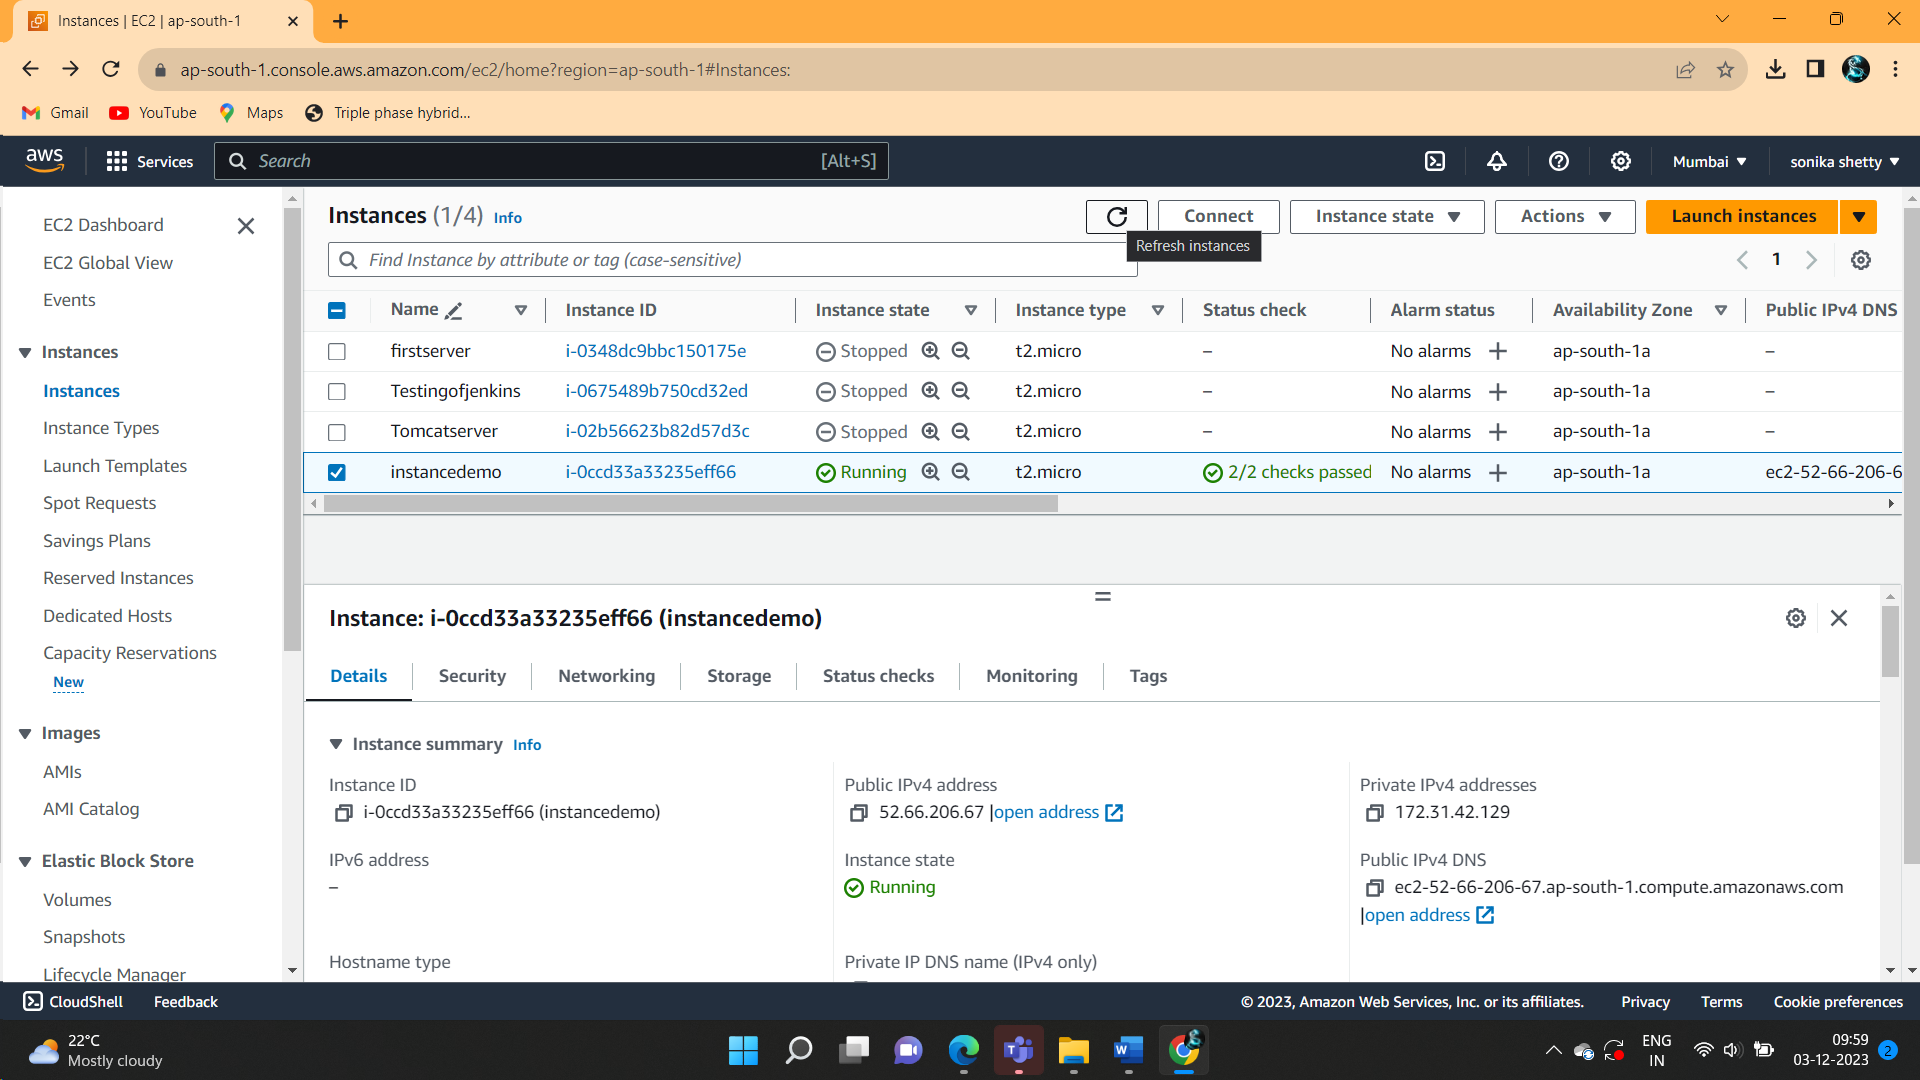 Instances | EC2 | ap-south-1
ap-south-1.console.aws.amazon.com/ec2/home?region=ap-south-1#Instances:
Gmail YouTube Maps Triple phase hybrid...
aws Services Search [Alt+S] Mumbai sonika shetty
EC2 Dashboard
EC2 Global View
Events
Instances
Instances
Instance Types
Launch Templates
Spot Requests
Savings Plans
Reserved Instances
Dedicated Hosts
Capacity Reservations
New
Images
AMIs
AMI Catalog
Elastic Block Store
Volumes
Snapshots
Lifecycle Manager
Instances (1/4) Info Connect Instance state Actions Launch instances
Refresh instances
Find Instance by attribute or tag (case-sensitive) 1
Name Instance ID Instance state Instance type Status check Alarm status Availability Zone Public IPv4 DNS
firstserver i-0348dc9bbc150175e Stopped t2.micro – No alarms ap-south-1a –
Testingofjenkins i-0675489b750cd32ed Stopped t2.micro – No alarms ap-south-1a –
Tomcatserver i-02b56623b82d57d3c Stopped t2.micro – No alarms ap-south-1a –
instancedemo i-0ccd33a33235eff66 Running t2.micro 2/2 checks passed No alarms ap-south-1a ec2-52-66-206-6
Instance: i-0ccd33a33235eff66 (instancedemo)
Details Security Networking Storage Status checks Monitoring Tags
Instance summary Info
Instance ID
i-0ccd33a33235eff66 (instancedemo)
Public IPv4 address
52.66.206.67 |open address
Private IPv4 addresses
172.31.42.129
IPv6 address
–
Instance state
Running
Public IPv4 DNS
ec2-52-66-206-67.ap-south-1.compute.amazonaws.com
|open address
Hostname type
Private IP DNS name (IPv4 only)
CloudShell Feedback © 2023, Amazon Web Services, Inc. or its affiliates. Privacy Terms Cookie preferences
22°C
Mostly cloudy
ENG
IN
09:59
03-12-2023
2